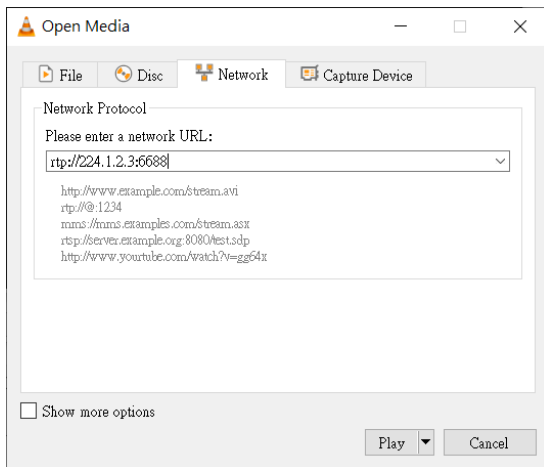 Open Media
File Disc Network Capture Device
Network Protocol
Please enter a network URL:
rtp://224.1.2.3:6688
http://www.example.com/stream.avi
rtp://@:1234
mms://mms.examples.com/stream.asx
rtsp://server.example.org:8080/test.sdp
http://www.yourtube.com/watch?v=gg64x
Show more options
Play Cancel